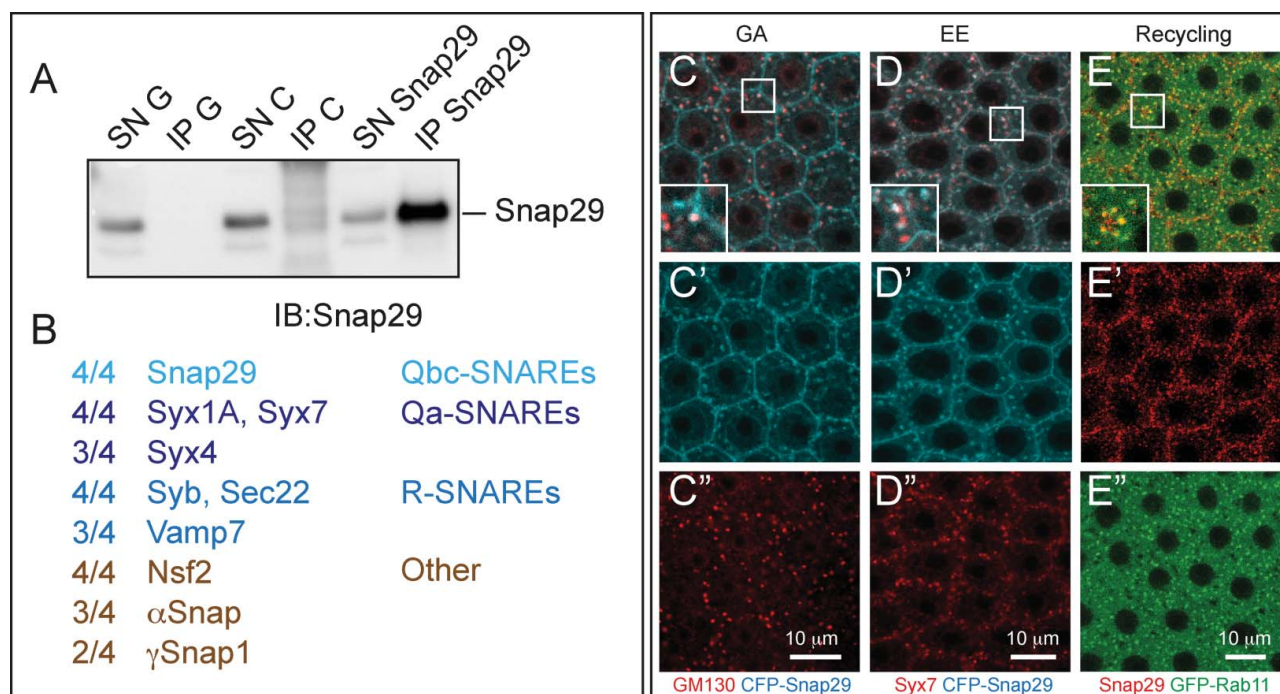 A
SN G
IP G
SN C
IP C
SN Snap29
IP Snap29
Snap29
IB:Snap29
B
4/4 Snap29 Qbc-SNAREs
4/4 Syx1A, Syx7 Qa-SNAREs
3/4 Syx4
4/4 Syb, Sec22 R-SNAREs
3/4 Vamp7
4/4 Nsf2 Other
3/4 αSnap
2/4 γSnap1
GA EE Recycling
C D E
C’ D’ E’
C” D” E”
10 μm 10 μm 10 μm
GM130 CFP-Snap29 Syx7 CFP-Snap29 Snap29 GFP-Rab11